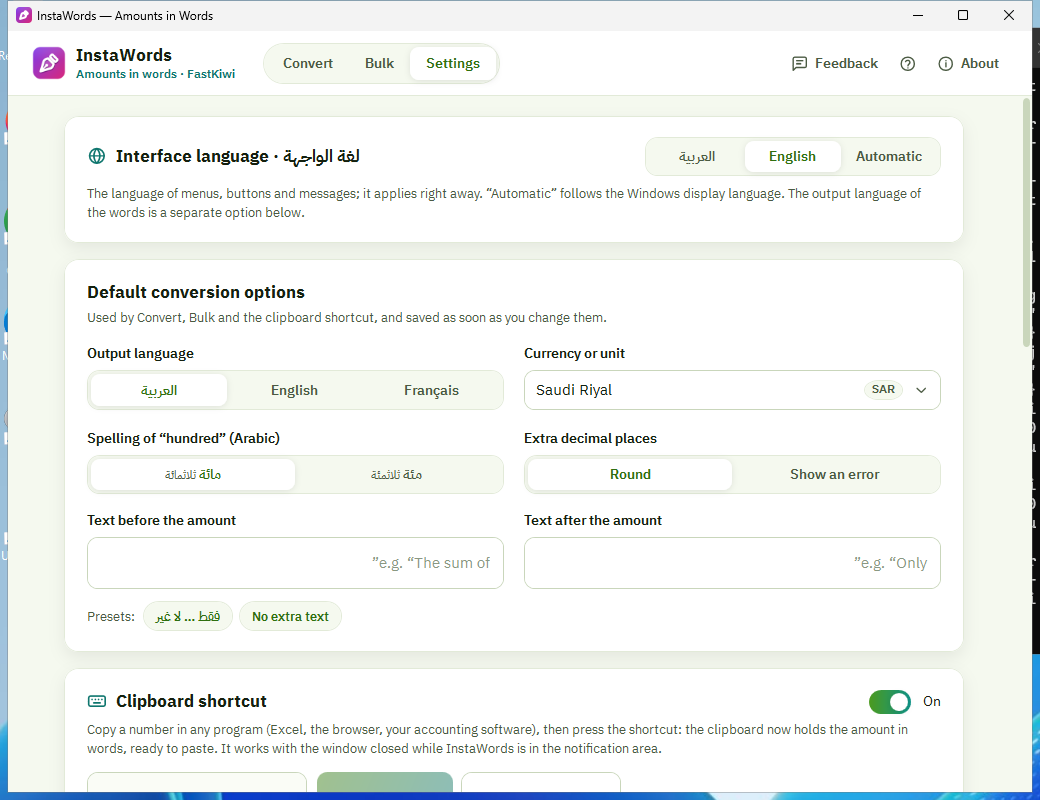 InstaWords — Amounts in Words
InstaWords
Amounts in words · FastKiwi
Convert
Bulk
Settings
Feedback
About
Interface language · لغة الواجهة
العربية
English
Automatic
The language of menus, buttons and messages; it applies right away. “Automatic” follows the Windows display language. The output language of
the words is a separate option below.
Default conversion options
Used by Convert, Bulk and the clipboard shortcut, and saved as soon as you change them.
Output language
Currency or unit
العربية
English
Français
Saudi Riyal
SAR
Spelling of “hundred” (Arabic)
Extra decimal places
مائة ثلاثمائة
مئة ثلاثمئة
Round
Show an error
Text before the amount
Text after the amount
”e.g. “The sum of
”e.g. “Only
Presets:
فقط ... لا غير
No extra text
Clipboard shortcut
On
Copy a number in any program (Excel, the browser, your accounting software), then press the shortcut: the clipboard now holds the amount in
words, ready to paste. It works with the window closed while InstaWords is in the notification area.